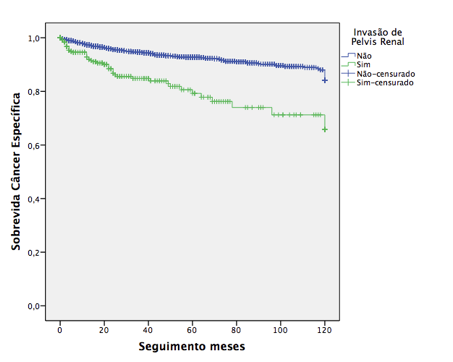 Invasão de
Pelvis Renal
Não
Sim
Não-censurado
Sim-censurado
Sobrevida Câncer Específica
1,0
0,8
0,6
0,4
0,2
0,0
0 20 40 60 80 100 120
Seguimento meses